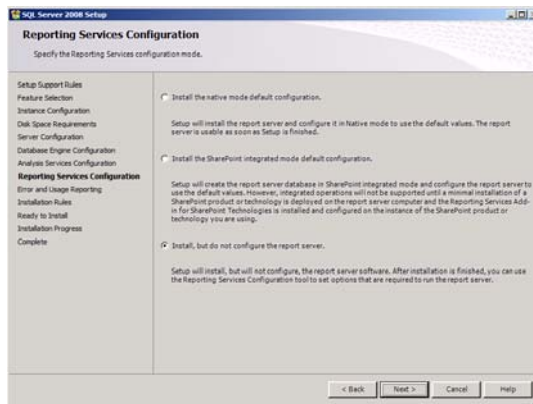 SQL Server 2008 Setup
Reporting Services Configuration
Specify the Reporting Services configuration mode.
Setup Support Rules
Feature Selection
Instance Configuration
Disk Space Requirements
Server Configuration
Database Engine Configuration
Analysis Services Configuration
Reporting Services Configuration
Error and Usage Reporting
Installation Rules
Ready to Install
Installation Progress
Complete
Install the native mode default configuration.
Setup will install the report server and configure it in Native mode to use the default values. The report
server is usable as soon as Setup is finished.
Install the SharePoint integrated mode default configuration.
Setup will create the report server database in SharePoint integrated mode and configure the report server to
use the default values. However, integrated operations will not be supported until a minimal installation of a
SharePoint product or technology is deployed on the report server computer and the Reporting Services Add-
in for SharePoint Technologies is installed and configured on the instance of the SharePoint product or
technology you are using.
Install, but do not configure the report server.
Setup will install, but will not configure, the report server software. After installation is finished, you can use
the Reporting Services Configuration tool to set options that are required to run the report server.
< Back
Next >
Cancel
Help